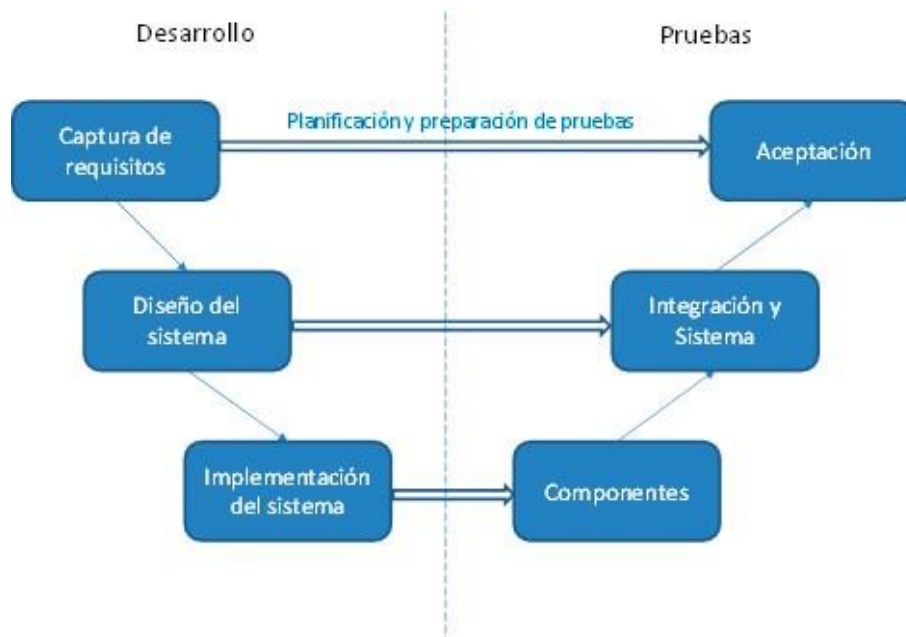 Desarrollo
Pruebas
Planificación y preparación de pruebas
Captura de
requisitos
Aceptación
Diseño del
sistema
Integración y
Sistema
Implementación
del sistema
Componentes